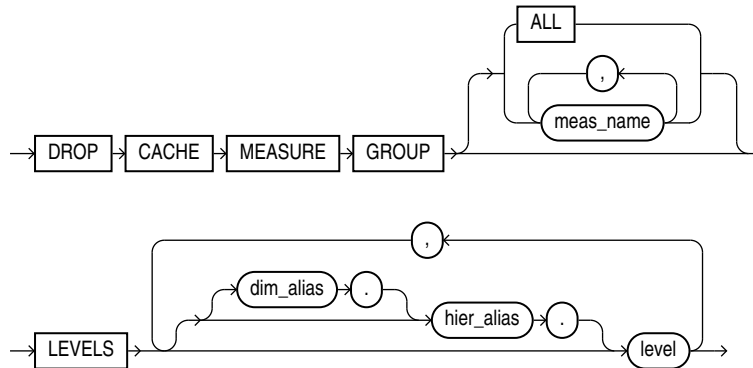 ALL
,
meas_name
DROP CACHE MEASURE GROUP
,
dim_alias .
hier_alias .
LEVELS level